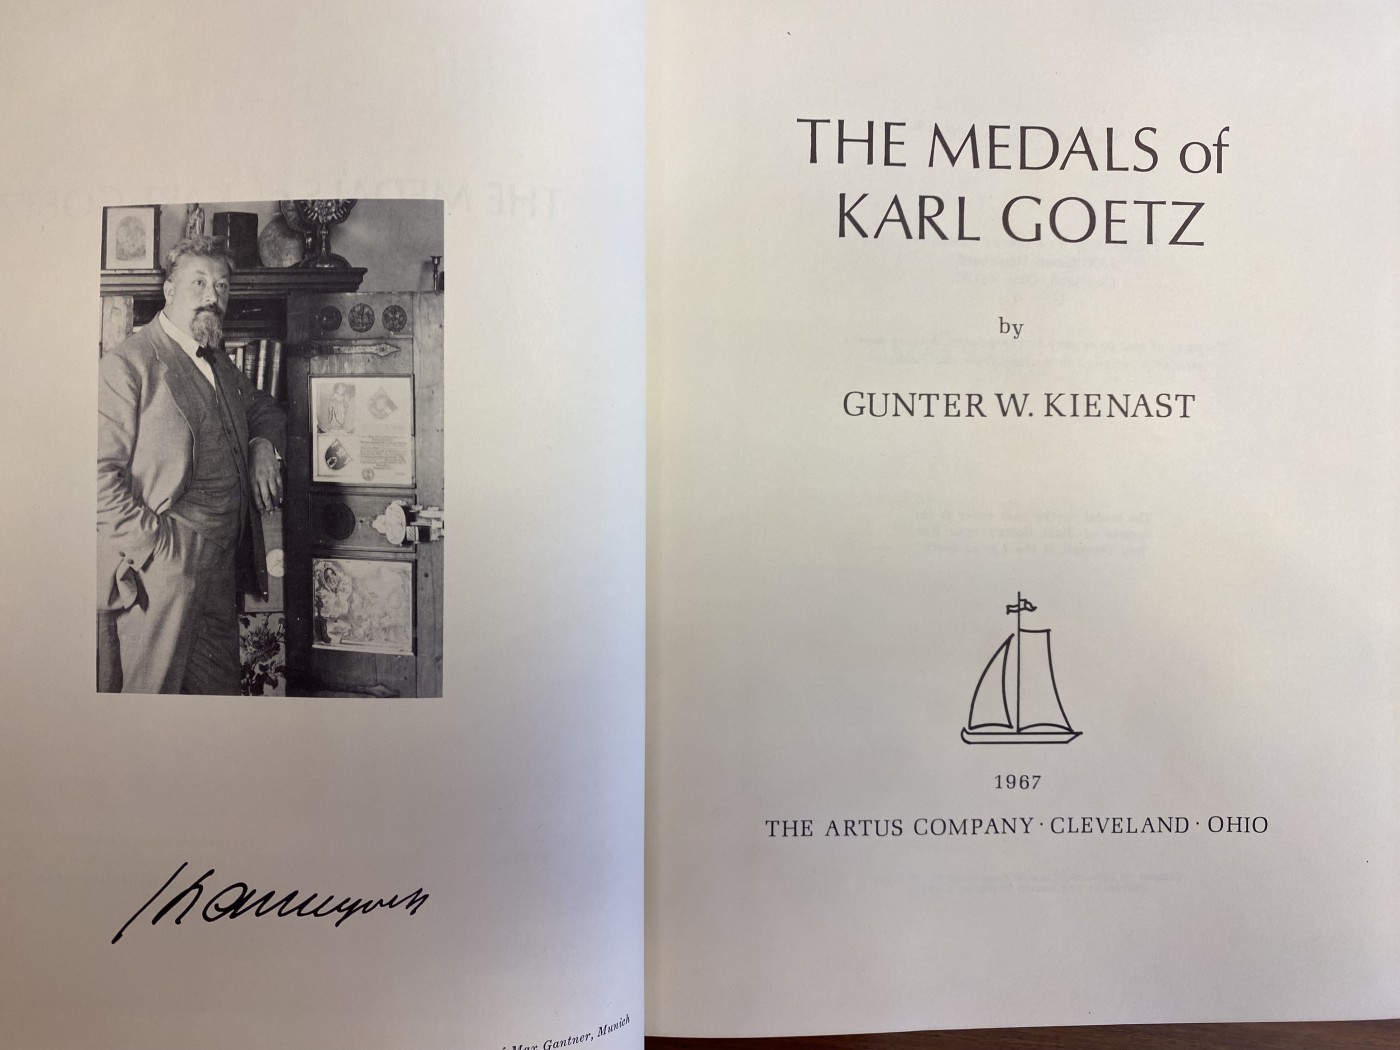 Max Gantner, Munich
THE MEDALS of
KARL GOETZ
by
GUNTER W. KIENAST
1967
THE ARTUS COMPANY · CLEVELAND · OHIO